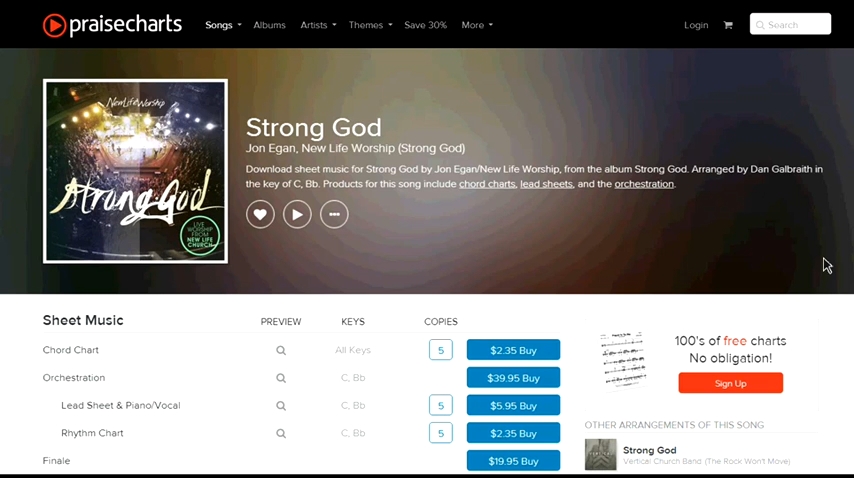 praisecharts
Songs Albums Artists Themes Save 30% More Login Search
NewLifeWorship
Strong God
LIVE
WORSHIP
FROM
NEW LIFE
CHURCH
Strong God
Jon Egan, New Life Worship (Strong God)
Download sheet music for Strong God by Jon Egan/New Life Worship, from the album Strong God. Arranged by Dan Galbraith in
the key of C, Bb. Products for this song include chord charts, lead sheets, and the orchestration.
Sheet Music PREVIEW KEYS COPIES
Chord Chart All Keys 5 $2.35 Buy
Orchestration C, Bb $39.95 Buy
Lead Sheet & Piano/Vocal C, Bb 5 $5.95 Buy
Rhythm Chart C, Bb 5 $2.35 Buy
Finale $19.95 Buy
100's of free charts
No obligation!
Sign Up
OTHER ARRANGEMENTS OF THIS SONG
Strong God
Vertical Church Band (The Rock Won't Move)